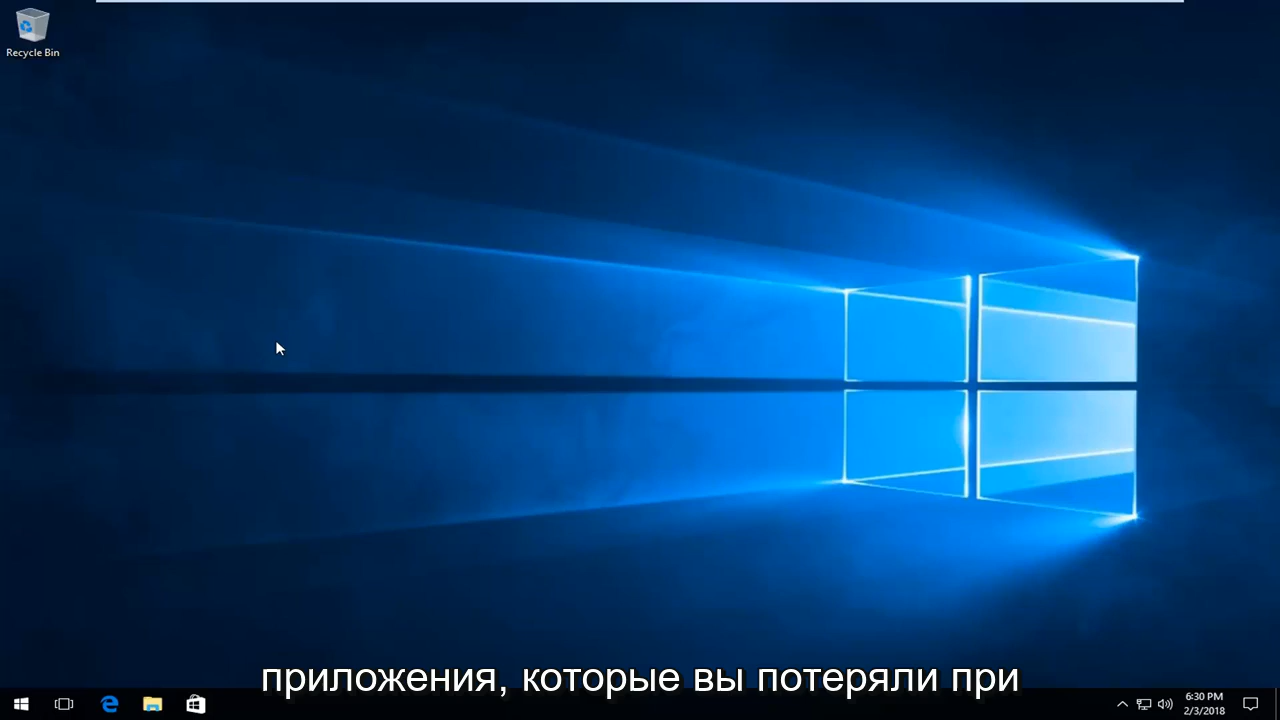 Recycle Bin
приложения, которые вы потеряли при
6:30 PM
2/3/2018